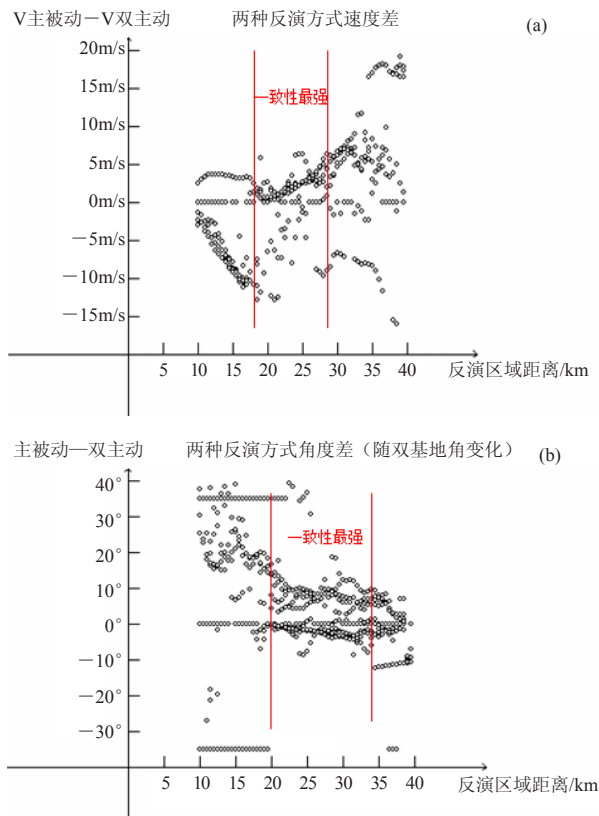 V主被动－V双主动 两种反演方式速度差 (a)
20m/s
15m/s
一致性最强
10m/s
5m/s
0m/s
－5m/s
－10m/s
－15m/s
5 10 15 20 25 30 35 40 反演区域距离/km
主被动—双主动 两种反演方式角度差（随双基地角变化） (b)
40°
30°
一致性最强
20°
10°
0°
－10°
－20°
－30°
5 10 15 20 25 30 35 40 反演区域距离/km